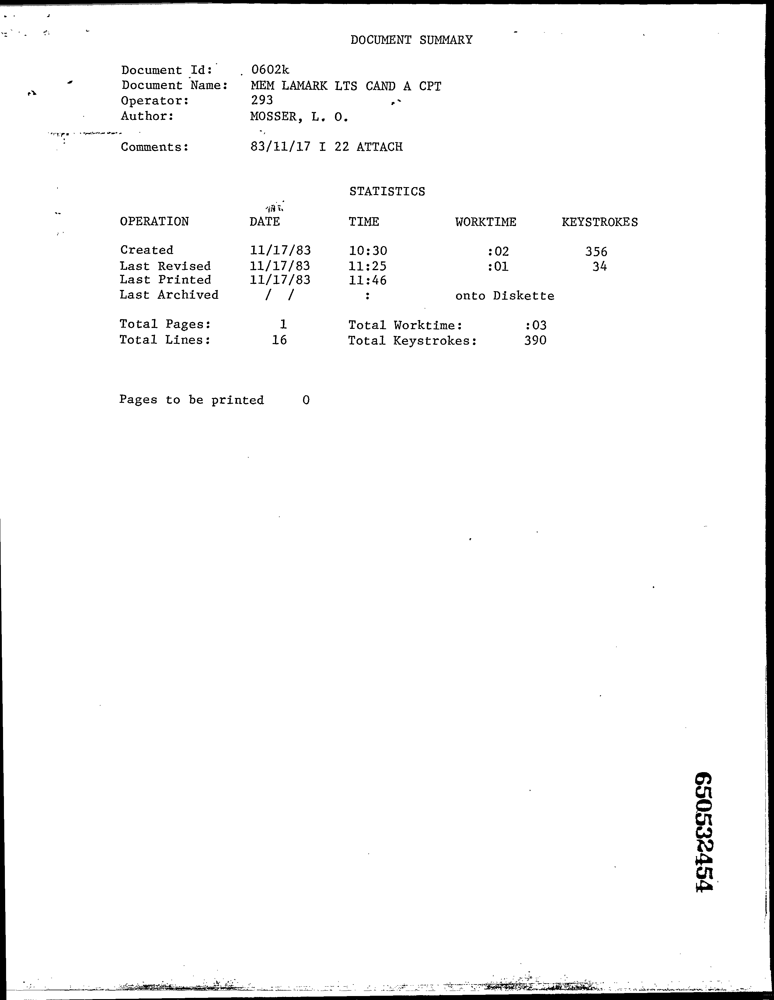 DOCUMENT SUMMARY
Document Id: 0602k
Document Name: MEM LAMARK LTS CAND A CPT
Operator: 293
Author: MOSSER, L. O.
Comments: 83/11/17 I 22 ATTACH
STATISTICS
OPERATION DATE TIME WORKTIME KEYSTROKES
Created 11/17/83 10:30 :02 356
Last Revised 11/17/83 11:25 :01 34
Last Printed 11/17/83 11:46
Last Archived / / : onto Diskette
Total Pages: 1 Total Worktime: :03
Total Lines: 16 Total Keystrokes: 390
Pages to be printed 0
650532454